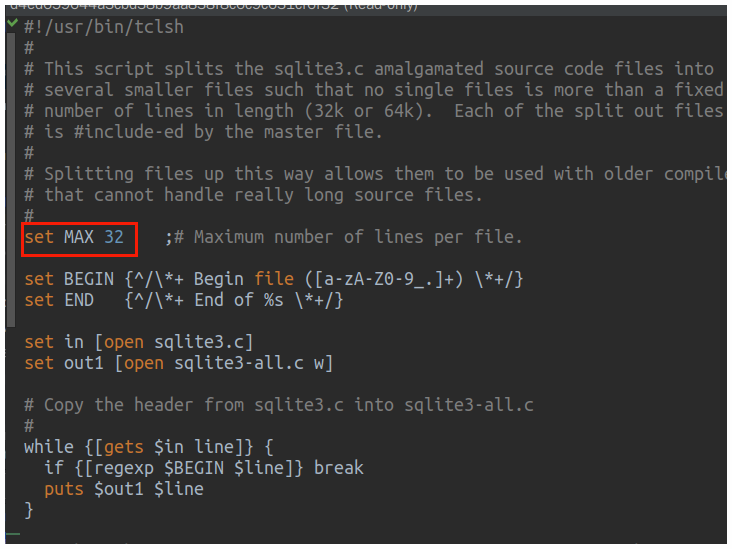 (Read-only)
#!/usr/bin/tclsh
#
# This script splits the sqlite3.c amalgamated source code files into
# several smaller files such that no single files is more than a fixed
# number of lines in length (32k or 64k).  Each of the split out files
# is #include-ed by the master file.
#
# Splitting files up this way allows them to be used with older compile
# that cannot handle really long source files.
#
set MAX 32    ;# Maximum number of lines per file.
set BEGIN {^/\*+ Begin file ([a-zA-Z0-9_.]+) \*+/}
set END   {^/\*+ End of %s \*+/}
set in [open sqlite3.c]
set out1 [open sqlite3-all.c w]
# Copy the header from sqlite3.c into sqlite3-all.c
#
while {[gets $in line]} {
  if {[regexp $BEGIN $line]} break
  puts $out1 $line
}